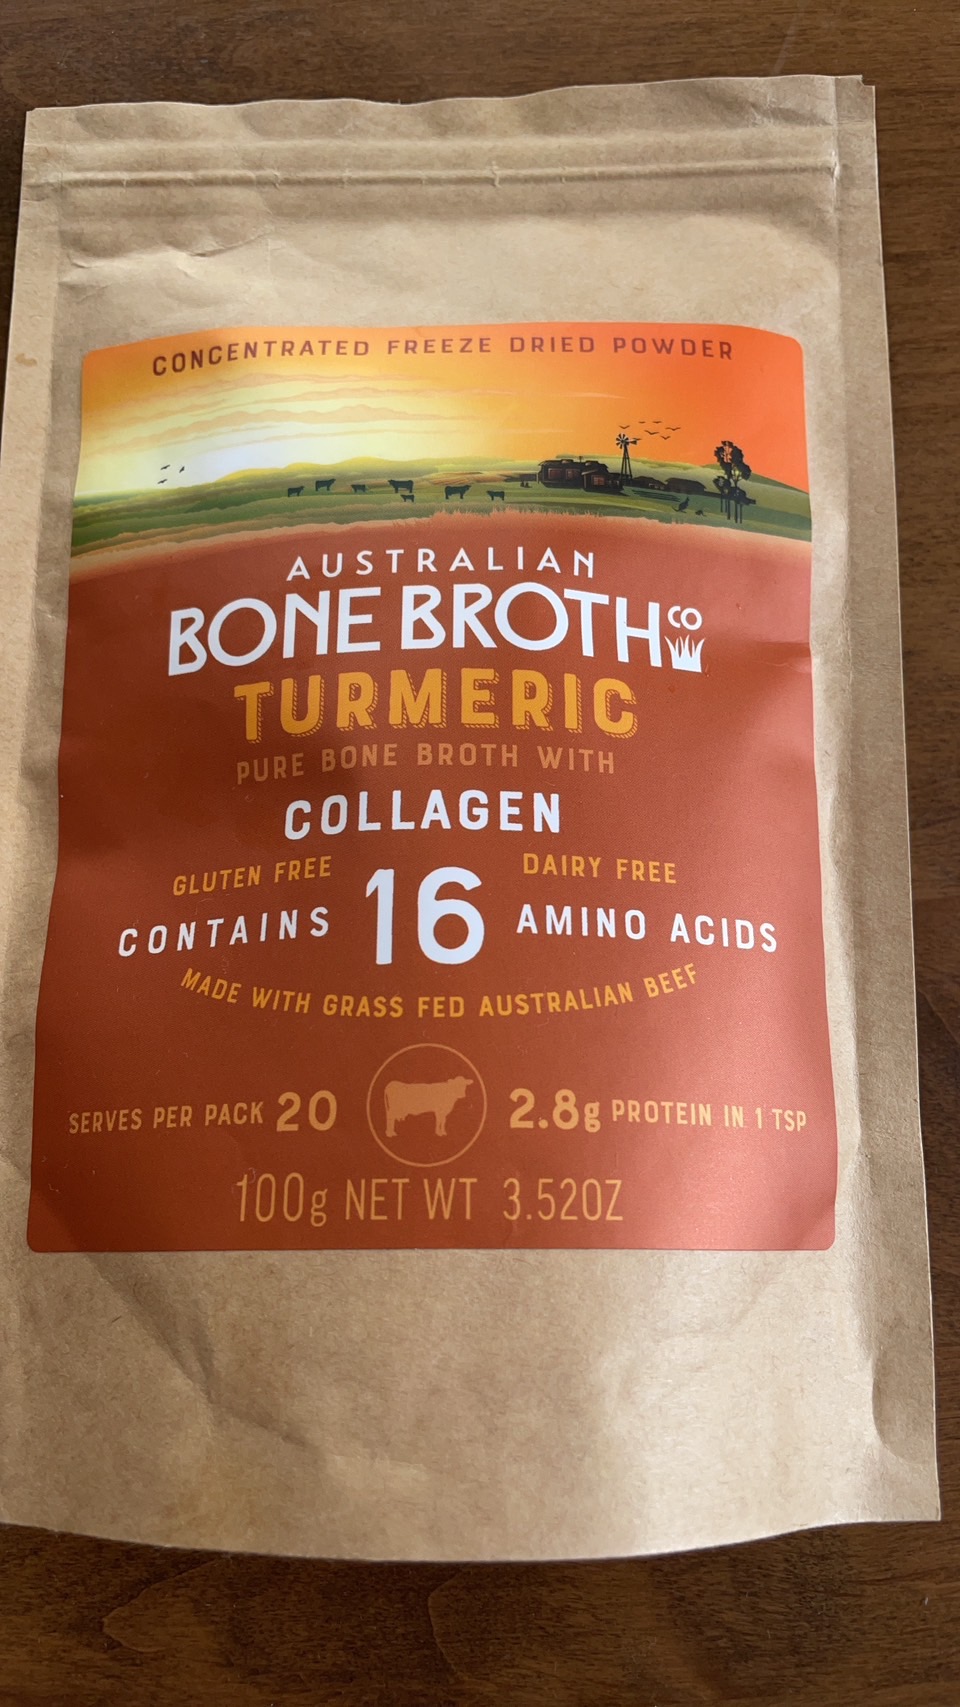 CONCENTRATED FREEZE DRIED POWDER
AUSTRALIAN
BONE BROTH CO
TURMERIC
PURE BONE BROTH WITH
COLLAGEN
GLUTEN FREE
DAIRY FREE
CONTAINS 16 AMINO ACIDS
MADE WITH GRASS FED AUSTRALIAN BEEF
SERVES PER PACK 20
2.8g PROTEIN IN 1 TSP
100g NET WT 3.52OZ